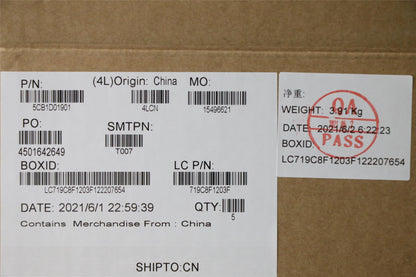 P/N:
(4L)Origin: China
MO:
5CB1D01901
4LCN
15496621
PO:
SMTPN:
4501642649
T007
BOXID:
LC P/N:
LC719C8F1203F122207654
719C8F1203F
DATE: 2021/6/1 22:59:39
QTY:
5
Contains Merchandise From : China
SHIPTO:CN
净重:
WEIGHT: 3.91 Kg
DATE: 2021/6/2 6:22:23
BOXID:
LC719C8F1203F122207654
QA
PASS